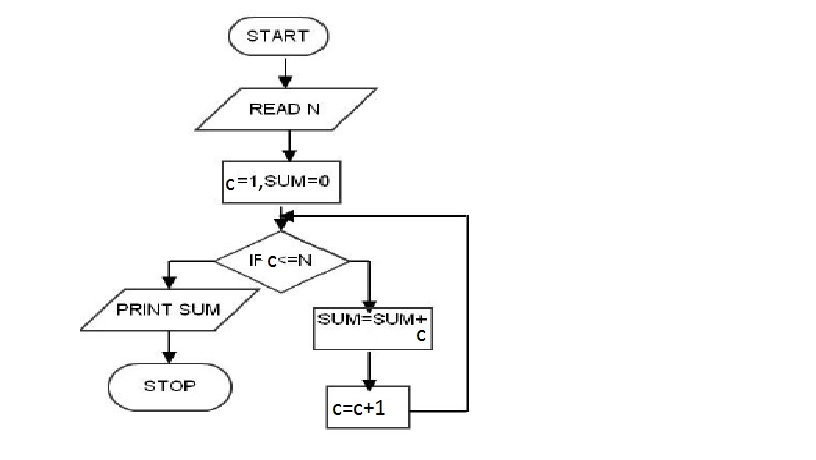 START
READ N
c=1,SUM=0
IF c<=N
PRINT SUM
SUM=SUM+
c
STOP
c=c+1